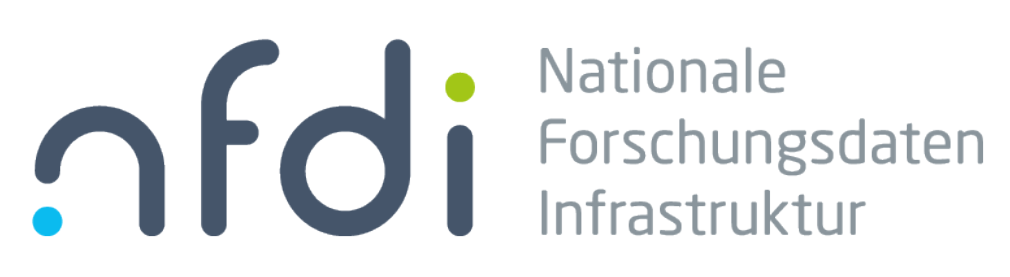 nfdi
Nationale
Forschungsdaten
Infrastruktur